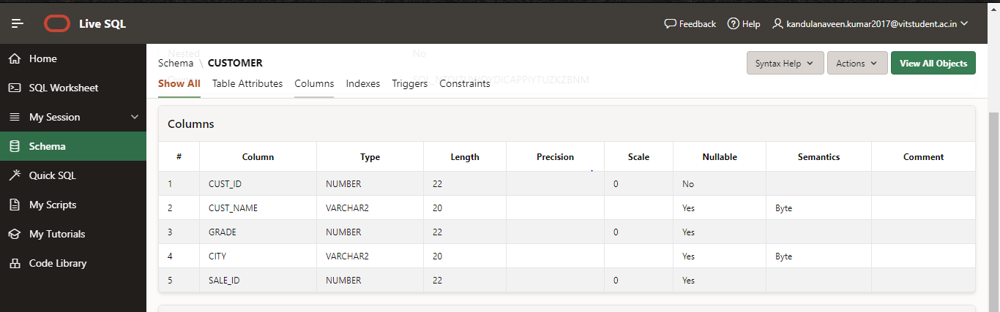 Live SQL
Feedback
Help
kandulanaveen.kumar2017@vitstudent.ac.in
Home
SQL Worksheet
My Session
Schema
Quick SQL
My Scripts
My Tutorials
Code Library
Nested No
Schema \ CUSTOMER
Syntax Help
Actions
View All Objects
Show All Table Attributes Columns Indexes Triggers Constraints
Columns
# Column Type Length Precision Scale Nullable Semantics Comment
1 CUST_ID NUMBER 22 0 No
2 CUST_NAME VARCHAR2 20 Yes Byte
3 GRADE NUMBER 22 0 Yes
4 CITY VARCHAR2 20 Yes Byte
5 SALE_ID NUMBER 22 0 Yes